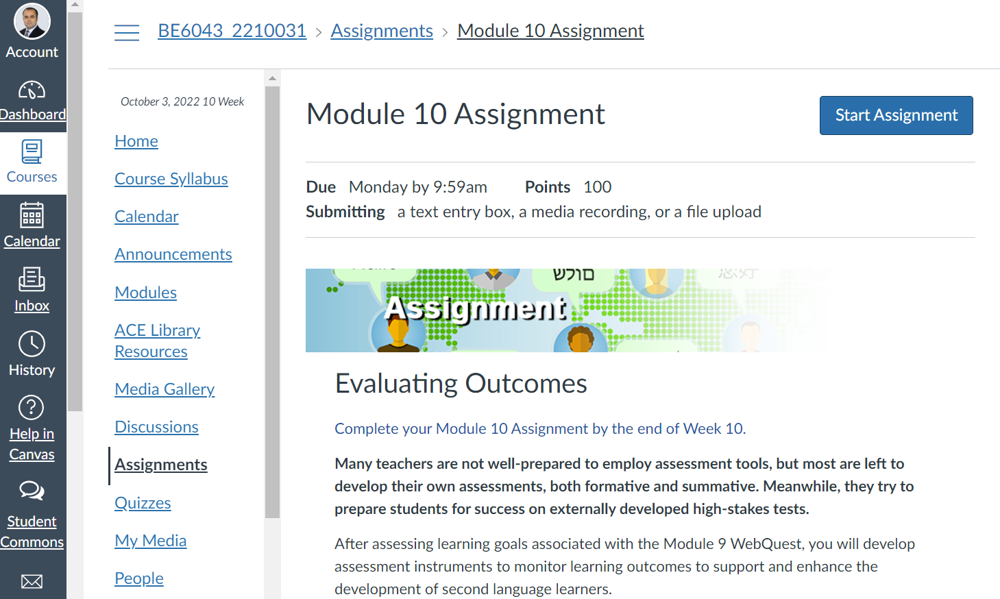 Account
Dashboard
Courses
Calendar
Inbox
History
Help in
Canvas
Student
Commons
BE6043_2210031 > Assignments > Module 10 Assignment
October 3, 2022 10 Week
Home
Course Syllabus
Calendar
Announcements
Modules
ACE Library
Resources
Media Gallery
Discussions
Assignments
Quizzes
My Media
People
Module 10 Assignment
Start Assignment
Due Monday by 9:59am Points 100
Submitting a text entry box, a media recording, or a file upload
שלום
您好
Assignment
Evaluating Outcomes
Complete your Module 10 Assignment by the end of Week 10.
Many teachers are not well-prepared to employ assessment tools, but most are left to
develop their own assessments, both formative and summative. Meanwhile, they try to
prepare students for success on externally developed high-stakes tests.
After assessing learning goals associated with the Module 9 WebQuest, you will develop
assessment instruments to monitor learning outcomes to support and enhance the
development of second language learners.